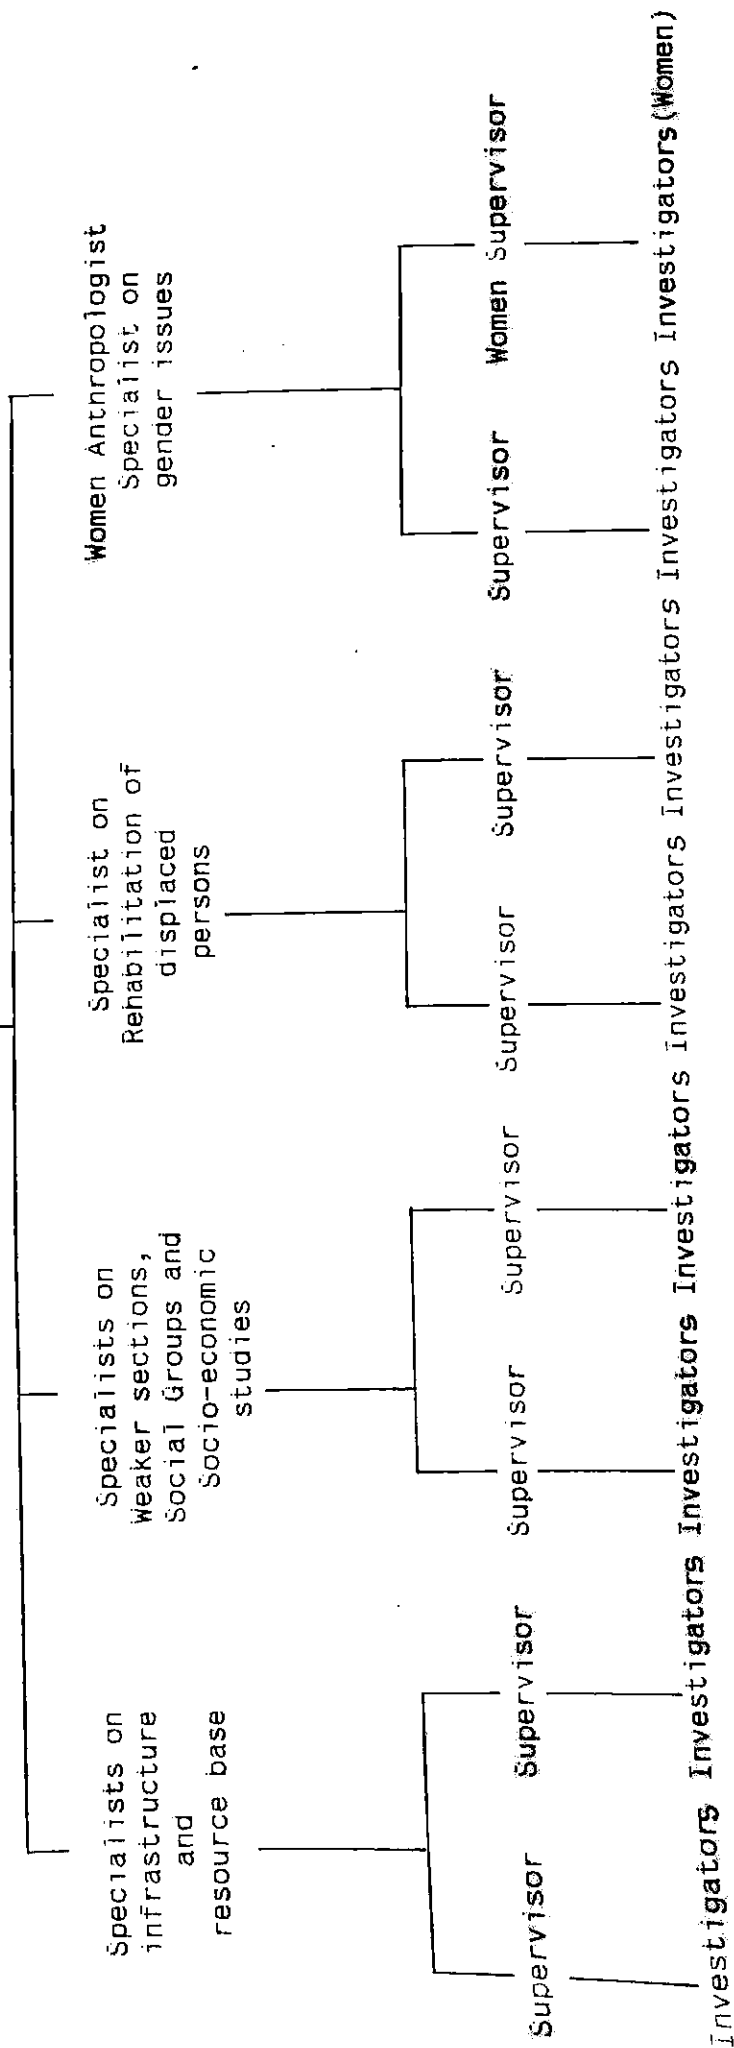 Specialists on
infrastructure
and
resource base
Specialists on
Weaker sections,
Social Groups and
Socio-economic
studies
Specialist on
Rehabilitation of
displaced
persons
Women Anthropologist
Specialist on
gender issues
Supervisor Supervisor Supervisor Supervisor Supervisor Supervisor Supervisor Women Supervisor
Investigators Investigators Investigators Investigators Investigators Investigators Investigators Investigators(Women)